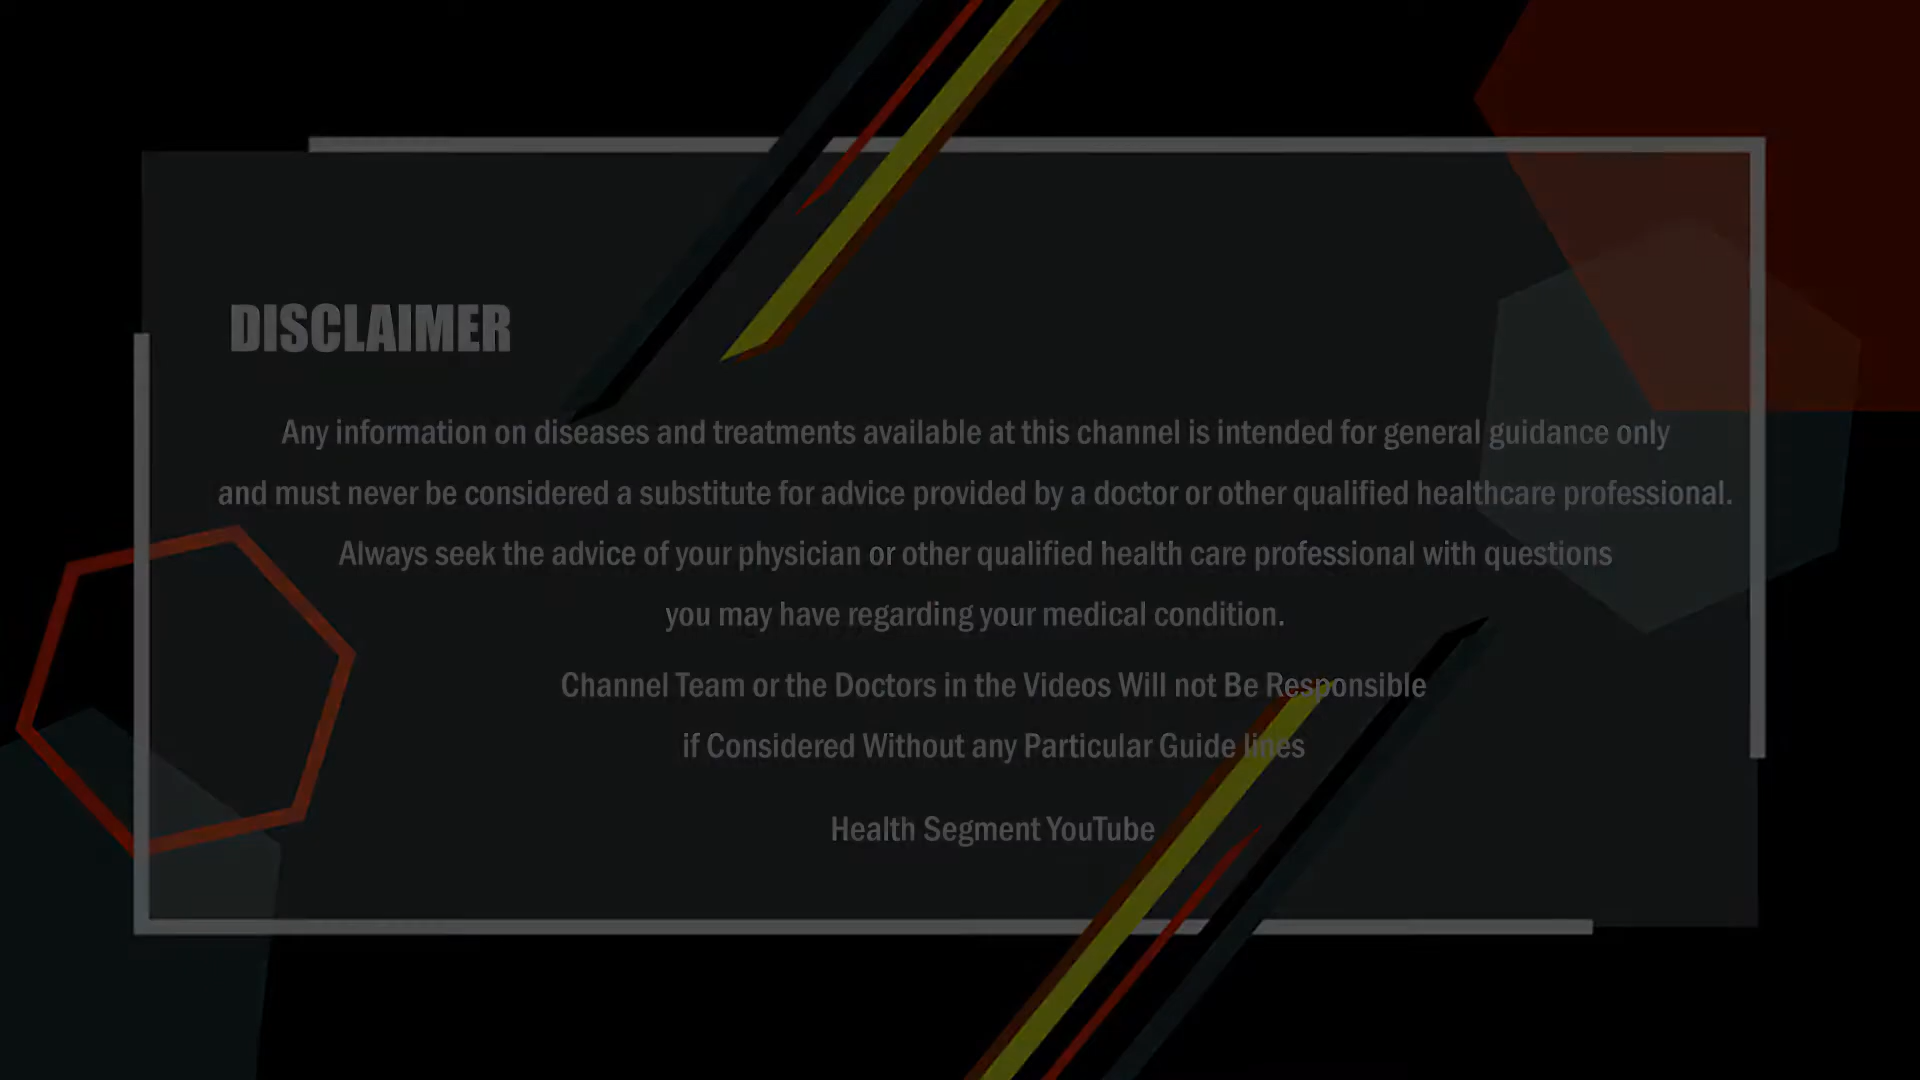 DISCLAIMER
Any information on diseases and treatments available at this channel is intended for general guidance only
and must never be considered a substitute for advice provided by a doctor or other qualified healthcare professional.
Always seek the advice of your physician or other qualified health care professional with questions
you may have regarding your medical condition.
Channel Team or the Doctors in the Videos Will not Be Responsible
if Considered Without any Particular Guide lines
Health Segment YouTube